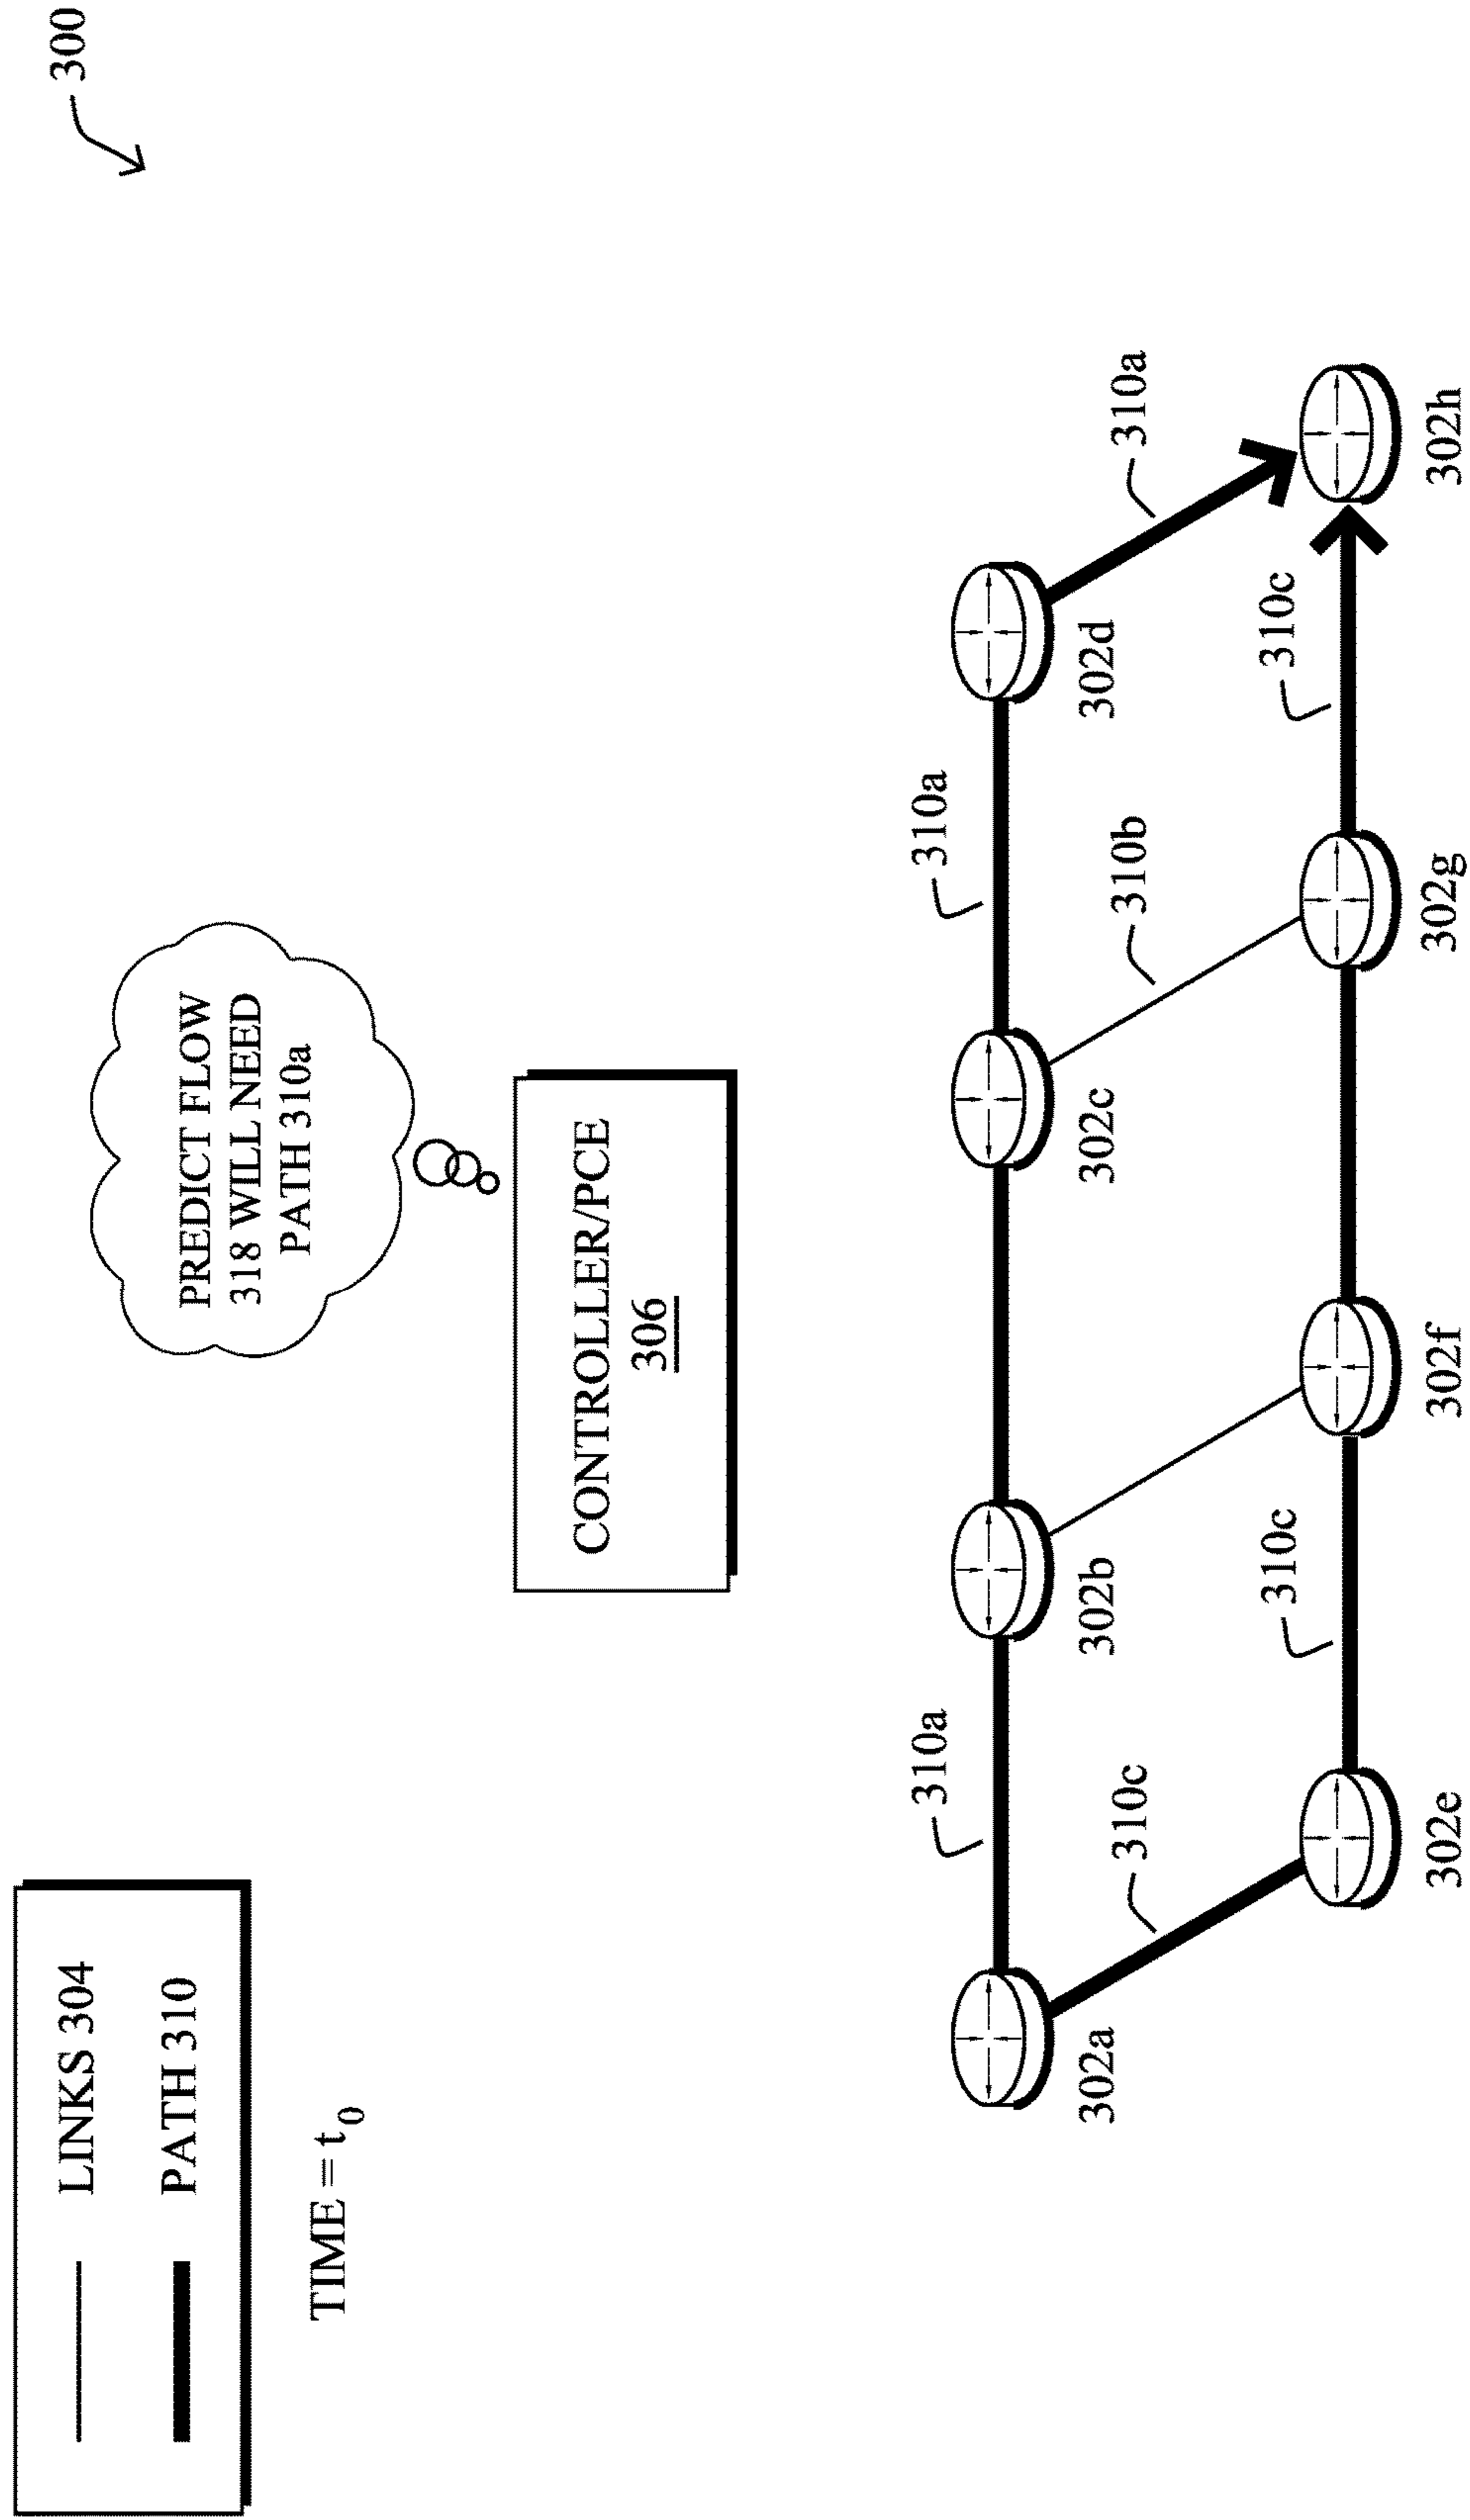 300
LINKS 304
PATH 310
TIME = t0
PREDICT FLOW
318 WILL NEED
PATH 310a
CONTROLLER/PCE
306
310a
310a
302a
302b
302c
302d
310c
310b
310a
310c
310c
302e
302f
302g
302h